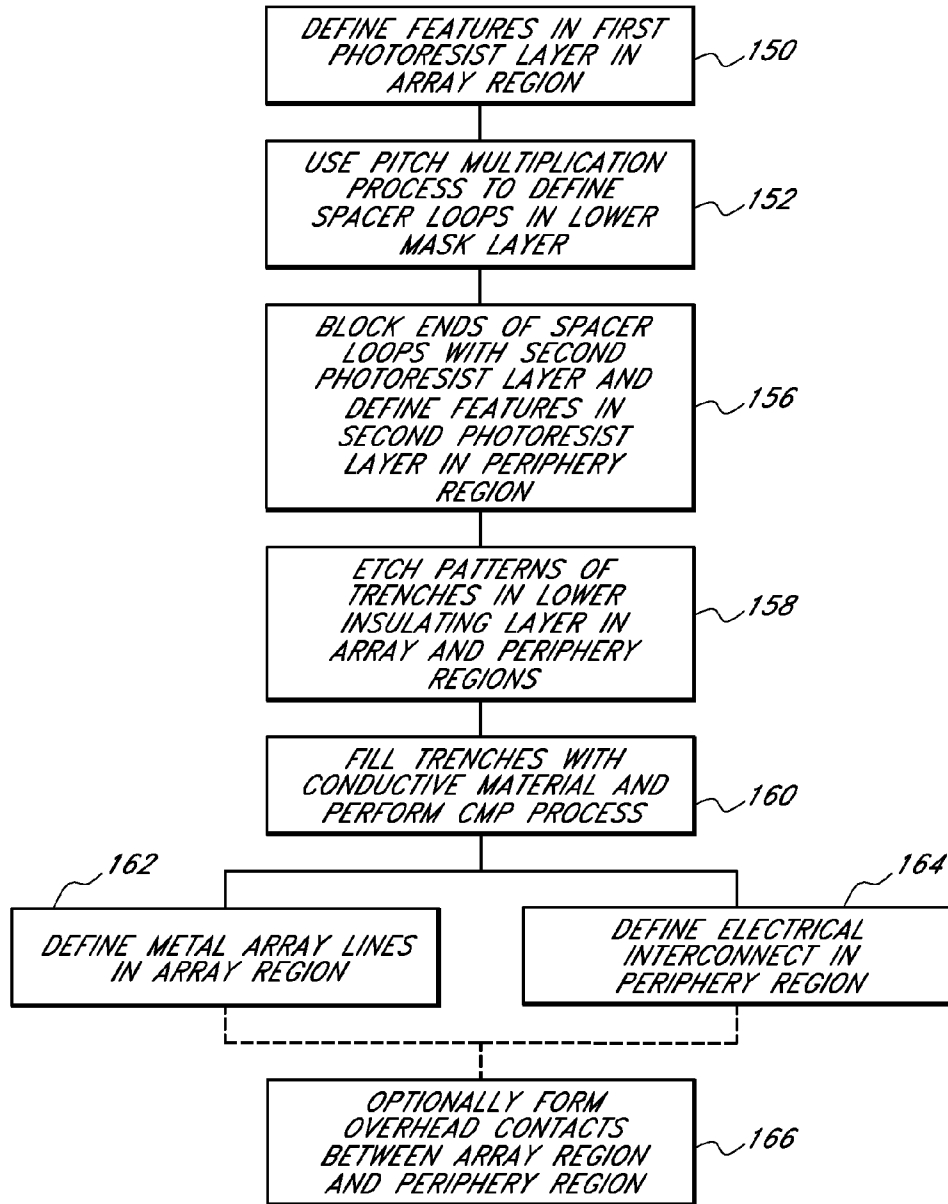 DEFINE FEATURES IN FIRST
PHOTORESIST LAYER IN
ARRAY REGION
150
USE PITCH MULTIPLICATION
PROCESS TO DEFINE
SPACER LOOPS IN LOWER
MASK LAYER
152
BLOCK ENDS OF SPACER
LOOPS WITH SECOND
PHOTORESIST LAYER AND
DEFINE FEATURES IN
SECOND PHOTORESIST
LAYER IN PERIPHERY
REGION
156
ETCH PATTERNS OF
TRENCHES IN LOWER
INSULATING LAYER IN
ARRAY AND PERIPHERY
REGIONS
158
FILL TRENCHES WITH
CONDUCTIVE MATERIAL AND
PERFORM CMP PROCESS
160
162
DEFINE METAL ARRAY LINES
IN ARRAY REGION
164
DEFINE ELECTRICAL
INTERCONNECT IN
PERIPHERY REGION
OPTIONALLY FORM
OVERHEAD CONTACTS
BETWEEN ARRAY REGION
AND PERIPHERY REGION
166